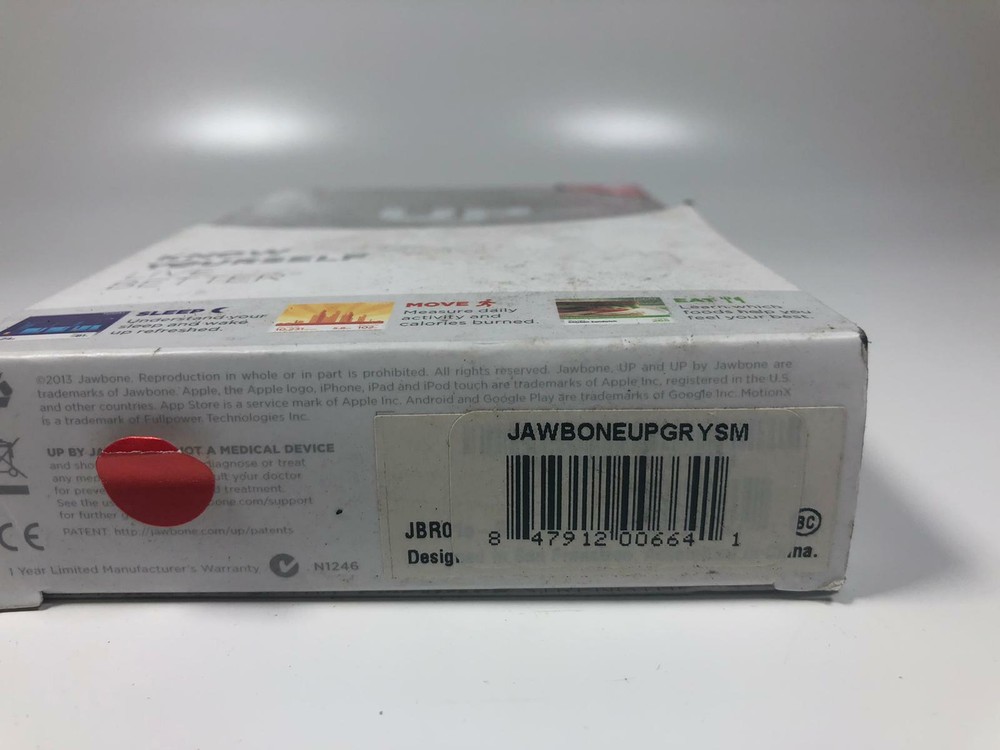 UP
KNOW
YOURSELF
LIVE
BETTER
SLEEP
Understand your
sleep and wake
up refreshed.
MOVE
Measure daily
activity and
calories burned.
EAT
Learn which
foods help you
feel your best.
©2013 Jawbone. Reproduction in whole or in part is prohibited. All rights reserved. Jawbone, UP and UP by Jawbone are
trademarks of Jawbone. Apple, the Apple logo, iPhone, iPad and iPod touch are trademarks of Apple Inc, registered in the U.S.
and other countries. App Store is a service mark of Apple Inc. Android and Google Play are trademarks of Google Inc. MotionX
is a trademark of Fullpower Technologies Inc.
UP BY JA OT A MEDICAL DEVICE
and sho diagnose or treat
any me ult your doctor
for preve d treatment.
See the us bone.com/support
for further
PATENT: http://jawbone.com/up/patents
CE
1 Year Limited Manufacturer's Warranty N1246
JAWBONEUPGRYSM
JBR0
BC
8 47912 00664 1
Desig na.